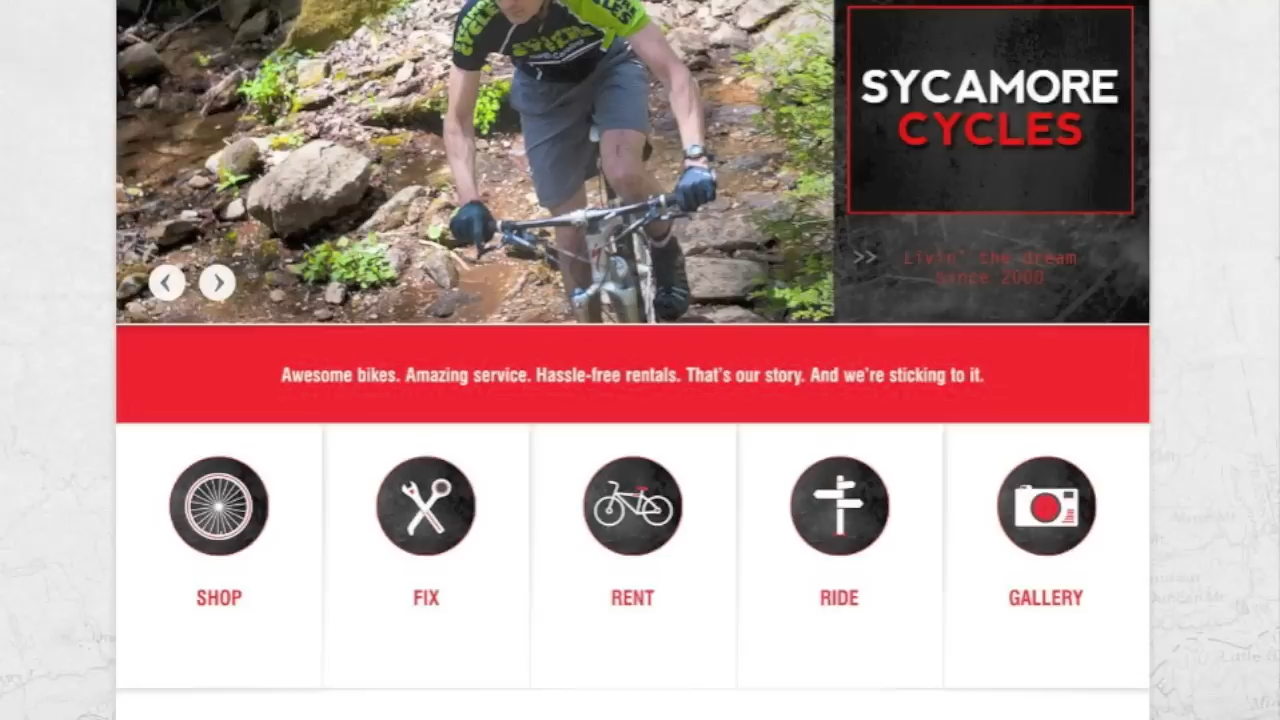 SYCAMORE
CYCLES
>> Livin' the dream
since 2000
Awesome bikes. Amazing service. Hassle-free rentals. That's our story. And we're sticking to it.
SHOP
FIX
RENT
RIDE
GALLERY